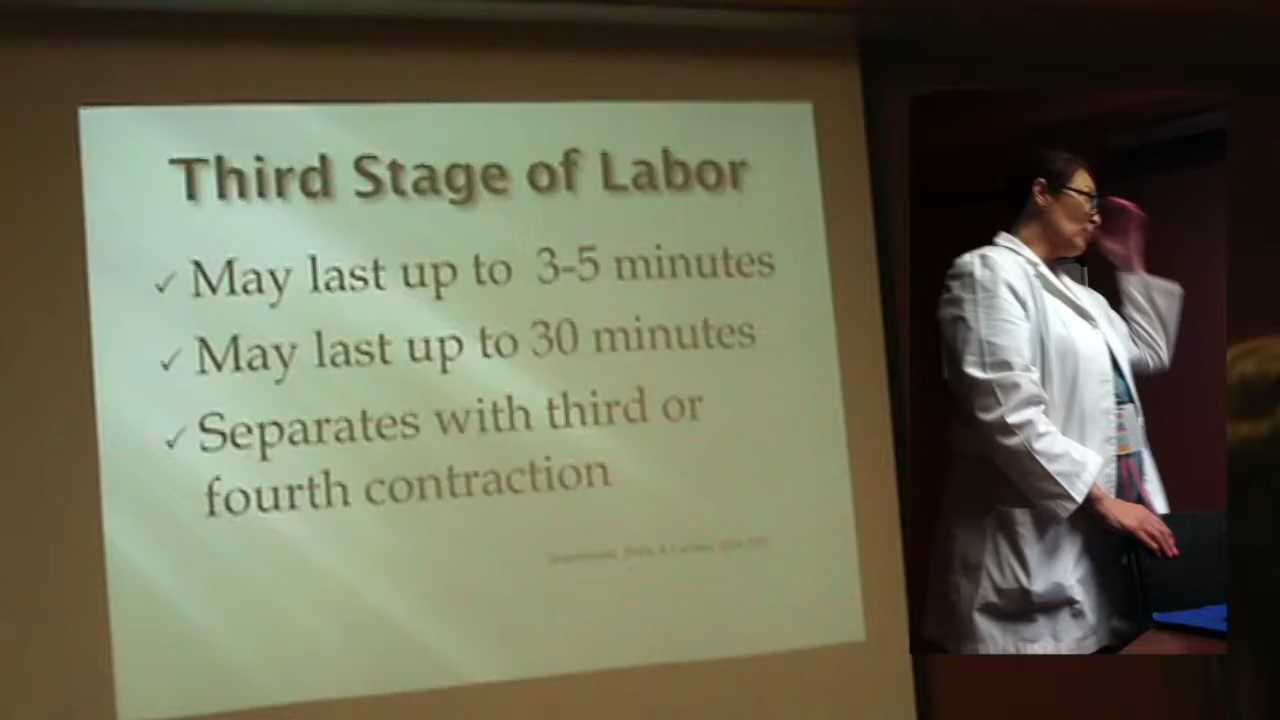 Third Stage of Labor
✓ May last up to 3-5 minutes
✓ May last up to 30 minutes
✓ Separates with third or
fourth contraction